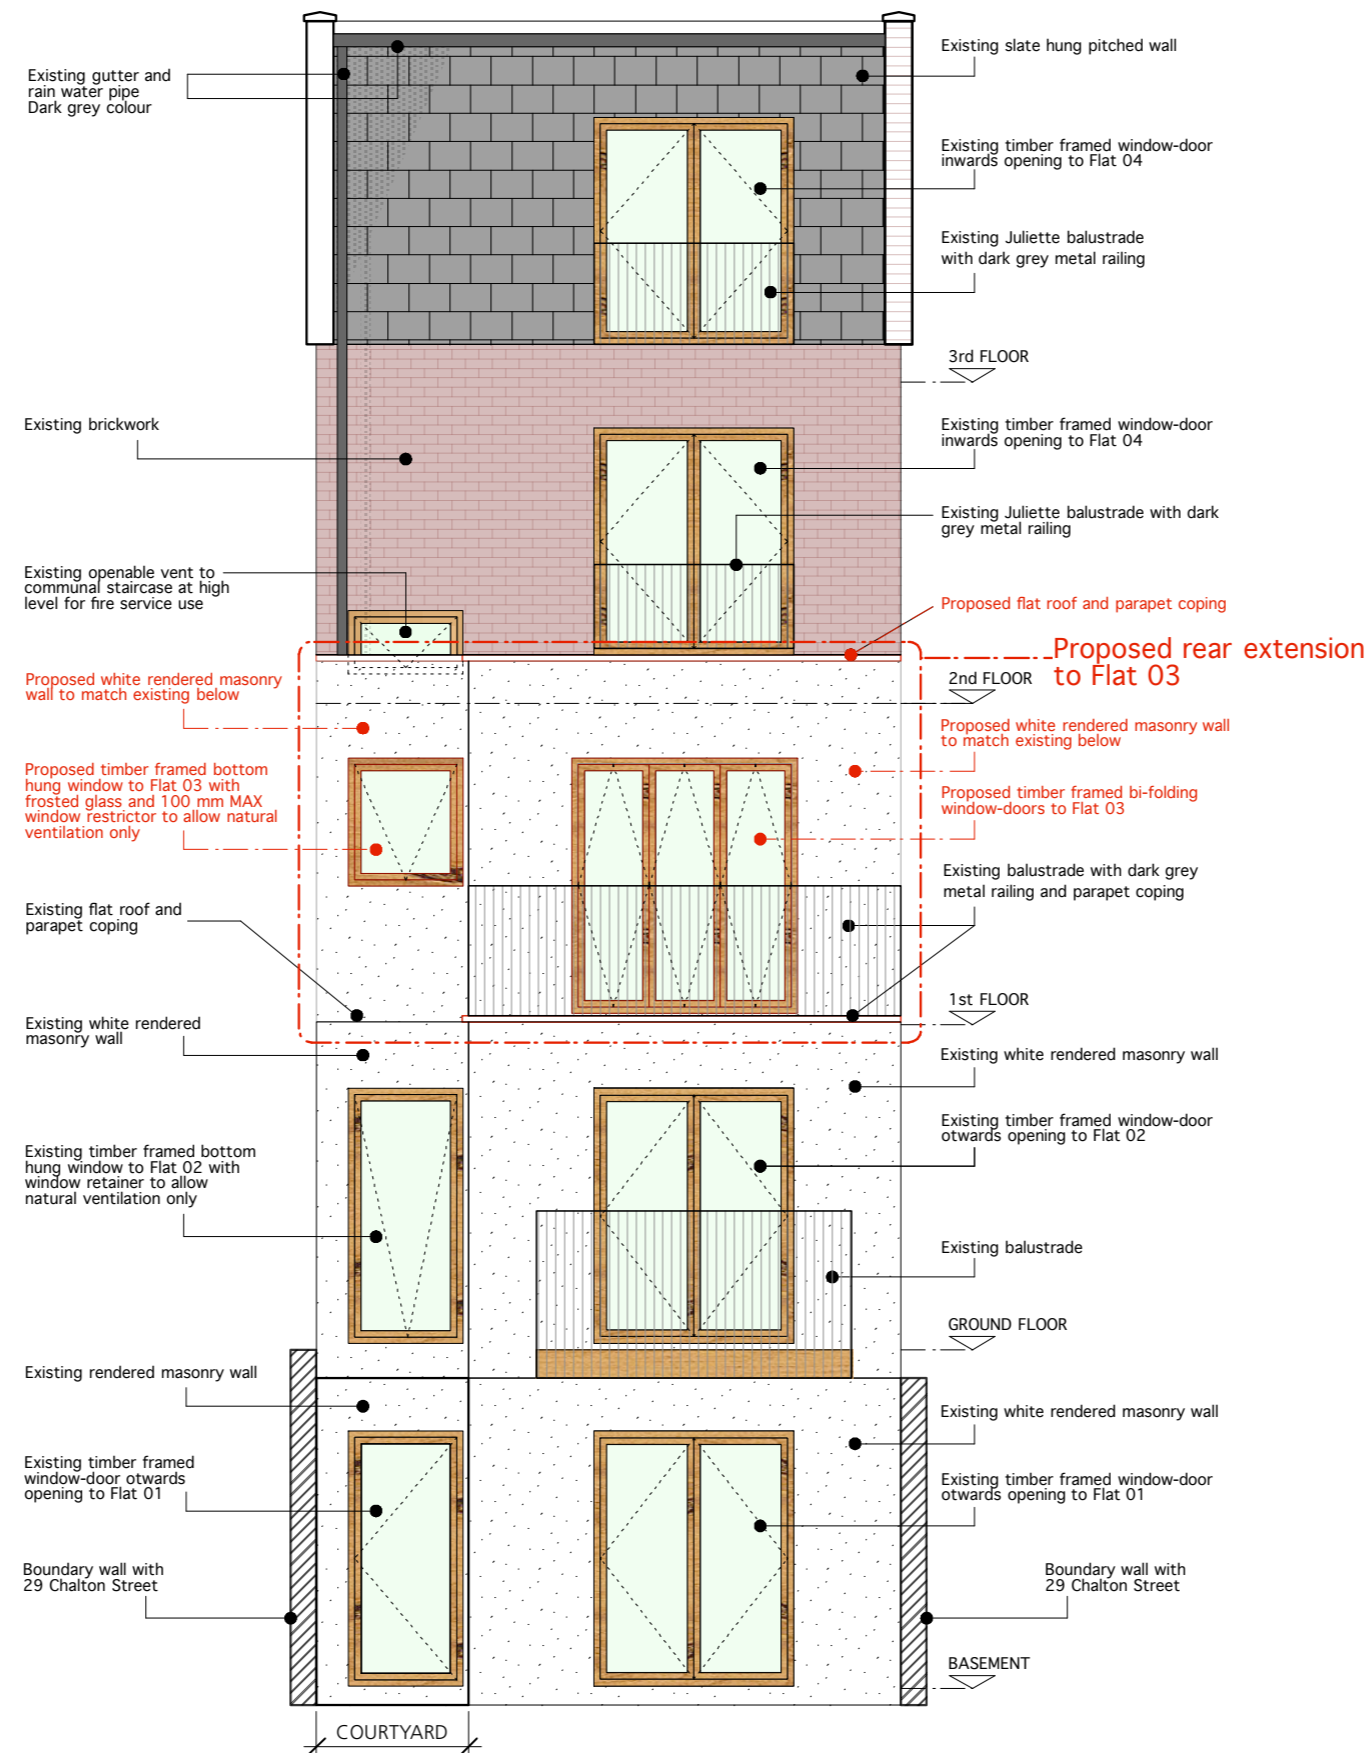 Existing gutter and
rain water pipe
Dark grey colour
Existing slate hung pitched wall
Existing timber framed window-door
inwards opening to Flat 04
Existing Juliette balustrade
with dark grey metal railing
3rd FLOOR
Existing brickwork
Existing timber framed window-door
inwards opening to Flat 04
Existing Juliette balustrade with dark
grey metal railing
Existing openable vent to
communal staircase at high
level for fire service use
Proposed flat roof and parapet coping
Proposed rear extension
to Flat 03
2nd FLOOR
Proposed white rendered masonry
wall to match existing below
Proposed white rendered masonry wall
to match existing below
Proposed timber framed bottom
hung window to Flat 03 with
frosted glass and 100 mm MAX
window restrictor to allow natural
ventilation only
Proposed timber framed bi-folding
window-doors to Flat 03
Existing balustrade with dark grey
metal railing and parapet coping
Existing flat roof and
parapet coping
1st FLOOR
Existing white rendered
masonry wall
Existing white rendered masonry wall
Existing timber framed window-door
otwards opening to Flat 02
Existing timber framed bottom
hung window to Flat 02 with
window retainer to allow
natural ventilation only
Existing balustrade
GROUND FLOOR
Existing rendered masonry wall
Existing white rendered masonry wall
Existing timber framed
window-door otwards
opening to Flat 01
Existing timber framed window-door
otwards opening to Flat 01
Boundary wall with
29 Chalton Street
Boundary wall with
29 Chalton Street
BASEMENT
COURTYARD